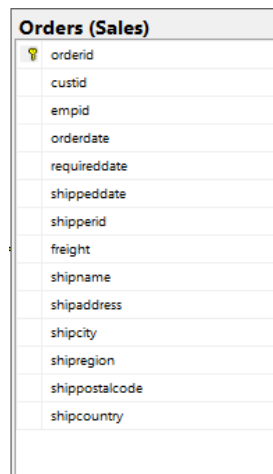 Orders (Sales)
orderid
custid
empid
orderdate
requireddate
shippeddate
shipperid
freight
shipname
shipaddress
shipcity
shipregion
shippostalcode
shipcountry